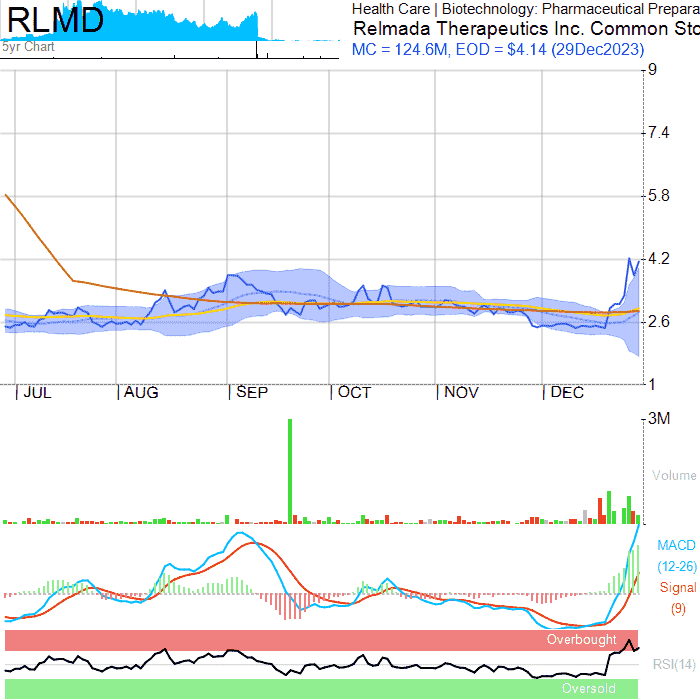 RLMD
5yr Chart
Health Care | Biotechnology: Pharmaceutical Prepara
Relmada Therapeutics Inc. Common Sto
MC = 124.6M, EOD = $4.14 (29Dec2023)
9
7.4
5.8
4.2
2.6
1
JUL
AUG
SEP
OCT
NOV
DEC
3M
Volume
MACD
(12-26)
Signal
(9)
Overbought
RSI(14)
Oversold